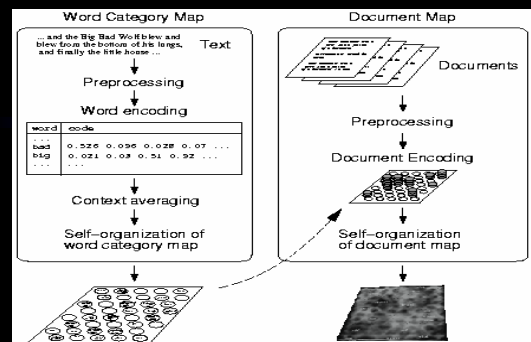 Word Category Map
... and the Big Bad Wolf blew and
blew from the bottom of his lungs,
and finally the little house ...
Text
Preprocessing
Word encoding
word code
... ...
bad 0.526 0.096 0.028 0.07 ...
big 0.021 0.03 0.31 0.92 ...
... ...
Context averaging
Self-organization of
word category map
Document Map
Documents
Preprocessing
Document Encoding
Self-organization
of document map